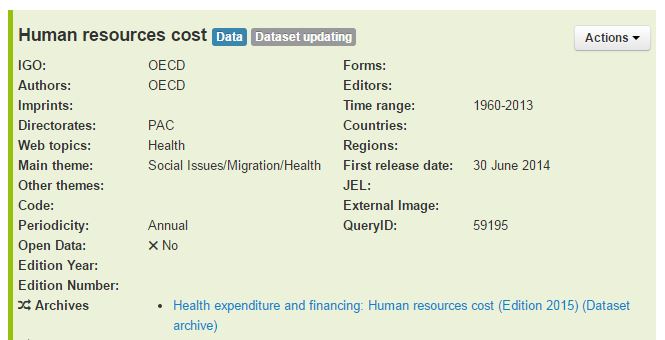 Human resources cost Data Dataset updating Actions
IGO: OECD Forms:
Authors: OECD Editors:
Imprints: Time range: 1960-2013
Directorates: PAC Countries:
Web topics: Health Regions:
Main theme: Social Issues/Migration/Health First release date: 30 June 2014
Other themes: JEL:
Code: External Image:
Periodicity: Annual QueryID: 59195
Open Data: ✕ No
Edition Year:
Edition Number:
Archives • Health expenditure and financing: Human resources cost (Edition 2015) (Dataset
archive)